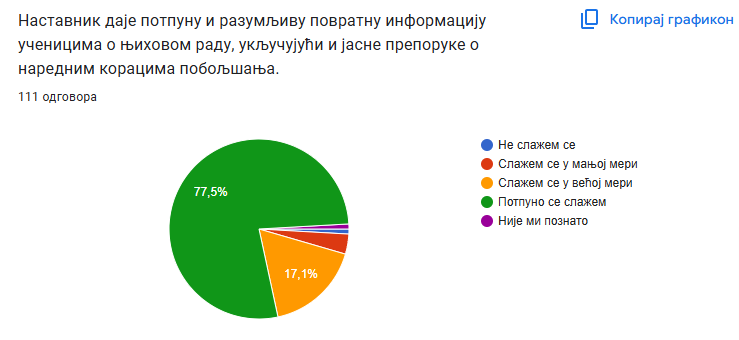 Наставник даје потпуну и разумљиву повратну информацију
ученицима о њиховом раду, укључујући и јасне препоруке о
наредним корацима побољшања.
Копирај графикон
111 одговора
77,5%
17,1%
Не слажем се
Слажем се у мањој мери
Слажем се у већој мери
Потпуно се слажем
Није ми познато